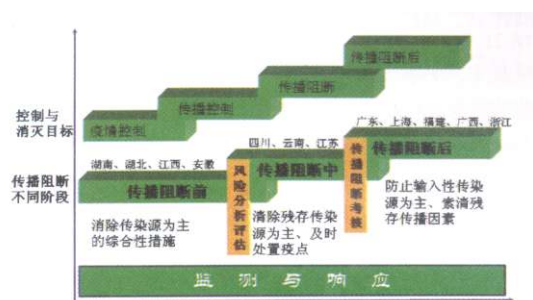 传播阻断后
传播阻断
传播控制
疫情控制
控制与
消灭目标
广东、上海、福建、广西、浙江
四川、云南、江苏
湖南、湖北、江西、安徽
传播阻断
不同阶段
传播阻断前
风险分析评估
传播阻断中
传播阻断考核
传播阻断后
消除传染源为主
的综合性措施
清除残存传染
源为主、及时
处置疫点
防止输入性传染
源为主、素清残
存传播因素
监测与响应